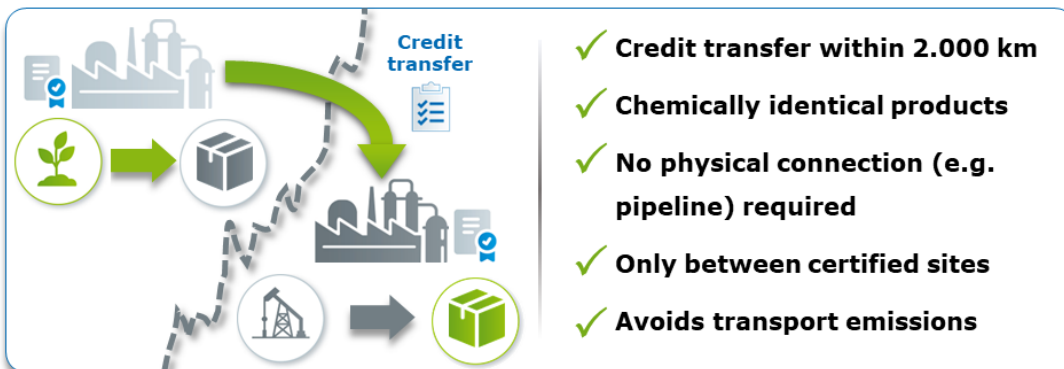 Credit
transfer
Credit transfer within 2.000 km
Chemically identical products
No physical connection (e.g.
pipeline) required
Only between certified sites
Avoids transport emissions